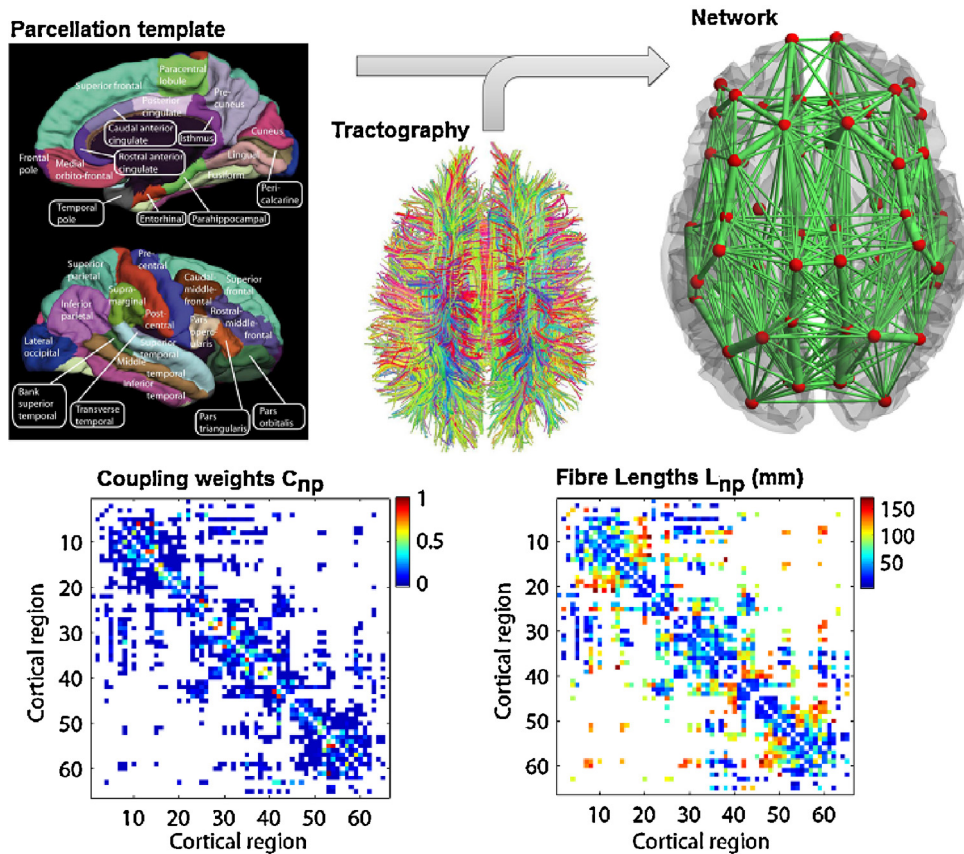 Parcellation template
Network
Tractography
Superior frontal
Paracentral
lobule
Pre-
cuneus
Posterior
cingulate
Caudal anterior
cingulate
Isthmus
Cuneus
Rostral anterior
cingulate
Frontal
pole
Medial
orbito-frontal
Lingual
Fusiform
Peri-
calcarine
Temporal
pole
Entorhinal
Parahippocampal
Superior parietal
Pre-
central
Caudal
middle-
frontal
Superior
frontal
Supra-
marginal
Inferior
parietal
Post-
central
Pars
opercu-
laris
Rostral-
middle-
frontal
Lateral
occipital
Superior
temporal
Middle
temporal
Inferior
temporal
Bank
superior
temporal
Transverse
temporal
Pars
triangularis
Pars
orbitalis
Coupling weights Cnp
1
0.5
0
10
20
30
40
50
60
Cortical region
10 20 30 40 50 60
Cortical region
Fibre Lengths Lnp (mm)
150
100
50
10
20
30
40
50
60
Cortical region
10 20 30 40 50 60
Cortical region